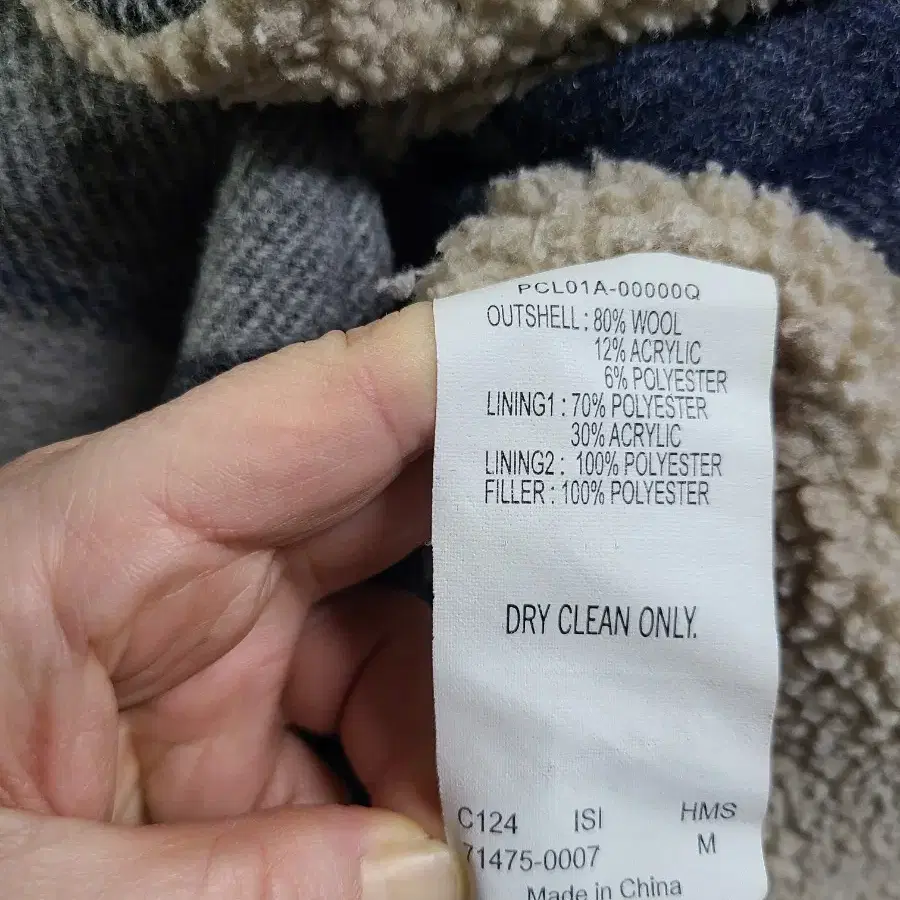 PCL01A-00000Q
OUTSHELL: 80% WOOL
12% ACRYLIC
6% POLYESTER
LINING1: 70% POLYESTER
30% ACRYLIC
LINING2: 100% POLYESTER
FILLER: 100% POLYESTER
DRY CLEAN ONLY.
C124 ISI HMS
71475-0007 M
Made in China